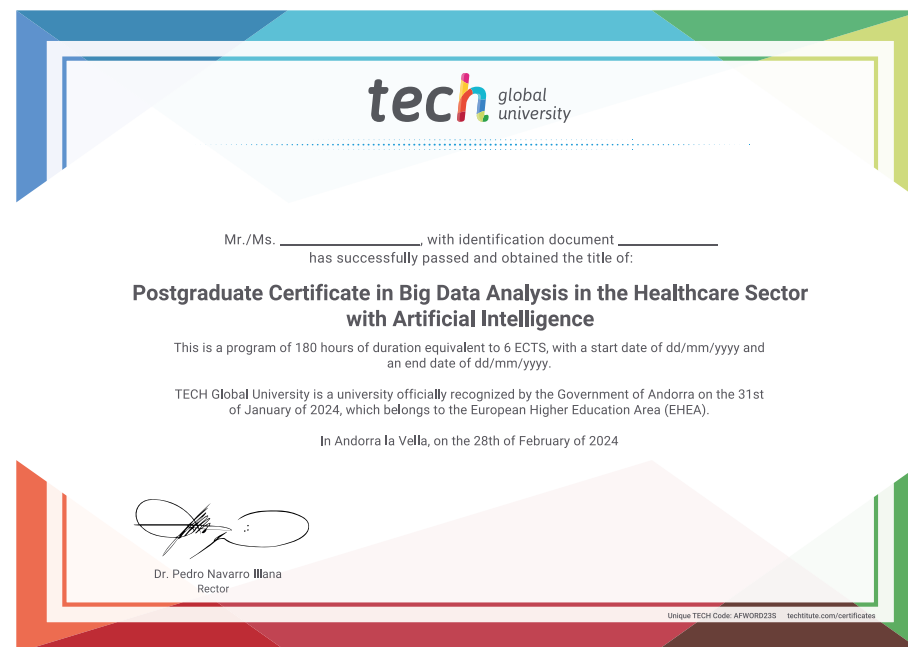 tech global university
Mr./Ms. ____________________, with identification document ______________
has successfully passed and obtained the title of:
Postgraduate Certificate in Big Data Analysis in the Healthcare Sector
with Artificial Intelligence
This is a program of 180 hours of duration equivalent to 6 ECTS, with a start date of dd/mm/yyyy and
an end date of dd/mm/yyyy.
TECH Global University is a university officially recognized by the Government of Andorra on the 31st
of January of 2024, which belongs to the European Higher Education Area (EHEA).
In Andorra la Vella, on the 28th of February of 2024
Dr. Pedro Navarro Illana
Rector
Unique TECH Code: AFWORD23S techtitute.com/certificates